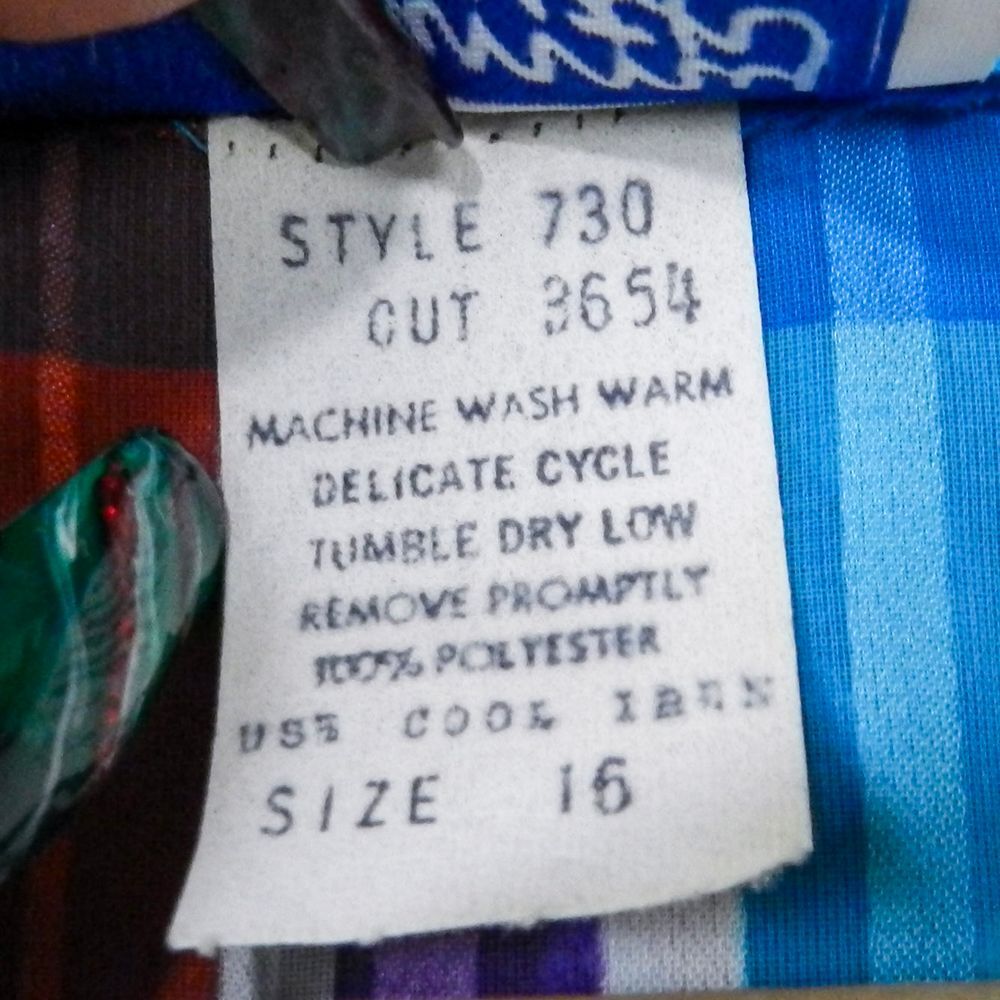 STYLE 730
CUT 3654
MACHINE WASH WARM
DELICATE CYCLE
TUMBLE DRY LOW
REMOVE PROMPTLY
100% POLYESTER
USE COOL IRON
SIZE 16